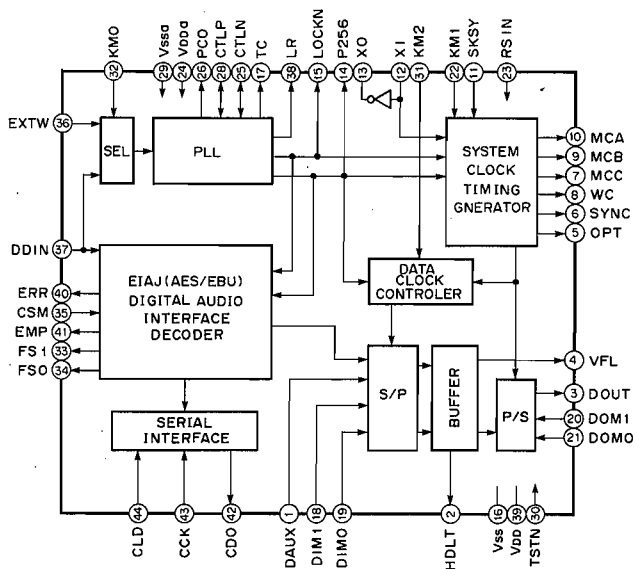 KMO
Vssa
VDDa
PCO
CTLP
CTLN
TC
LR
LOCKN
P256
XO
XI
KM2
KM1
SKSY
RSIN
32
29
24
26
28
25
17
38
15
14
13
12
31
22
11
23
EXTW
36
SEL
PLL
SYSTEM
CLOCK
TIMING
GNERATOR
10
MCA
9
MCB
7
MCC
8
WC
6
SYNC
5
OPT
DDIN
37
ERR
40
CSM
35
EMP
41
FS1
33
FSO
34
EIAJ(AES/EBU)
DIGITAL AUDIO
INTERFACE
DECODER
DATA
CLOCK
CONTROLER
S/P
BUFFER
P/S
4
VFL
3
DOUT
20
DOM1
21
DOMO
SERIAL
INTERFACE
44
43
42
1
18
19
2
16
39
30
CLD
CCK
CDO
DAUX
DIM1
DIMO
HDLT
Vss
VDD
TSTN